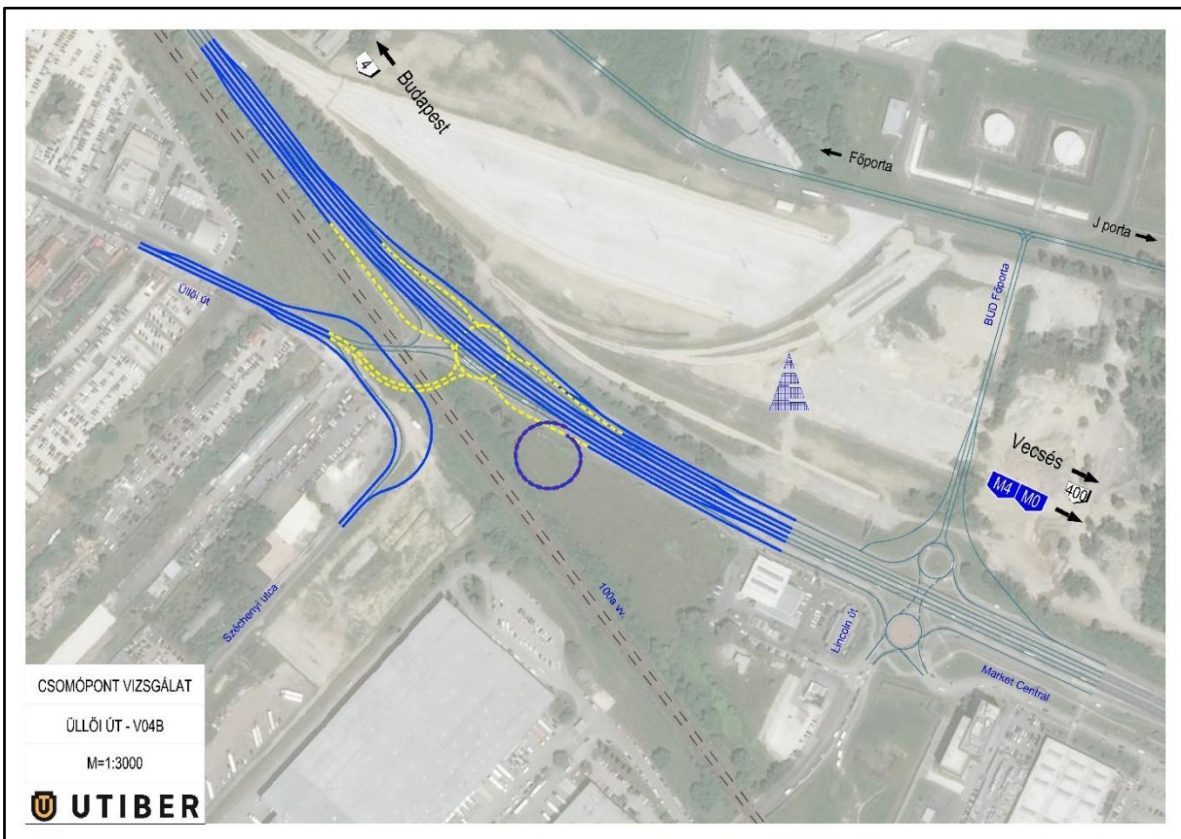 4
Budapest
Főporta
J porta
BUD Főporta
Üllői út
Vecsés
M4 M0 400
100a vv.
Széchenyi utca
Lincoln út
Market Central
CSOMÓPONT VIZSGÁLAT
ÜLLŐI ÚT - V04B
M=1:3000
UTIBER